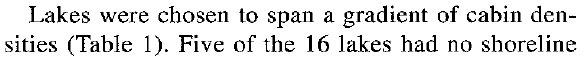 Lakes were chosen to span a gradient of cabin den-
sities (Table 1). Five of the 16 lakes had no shoreline